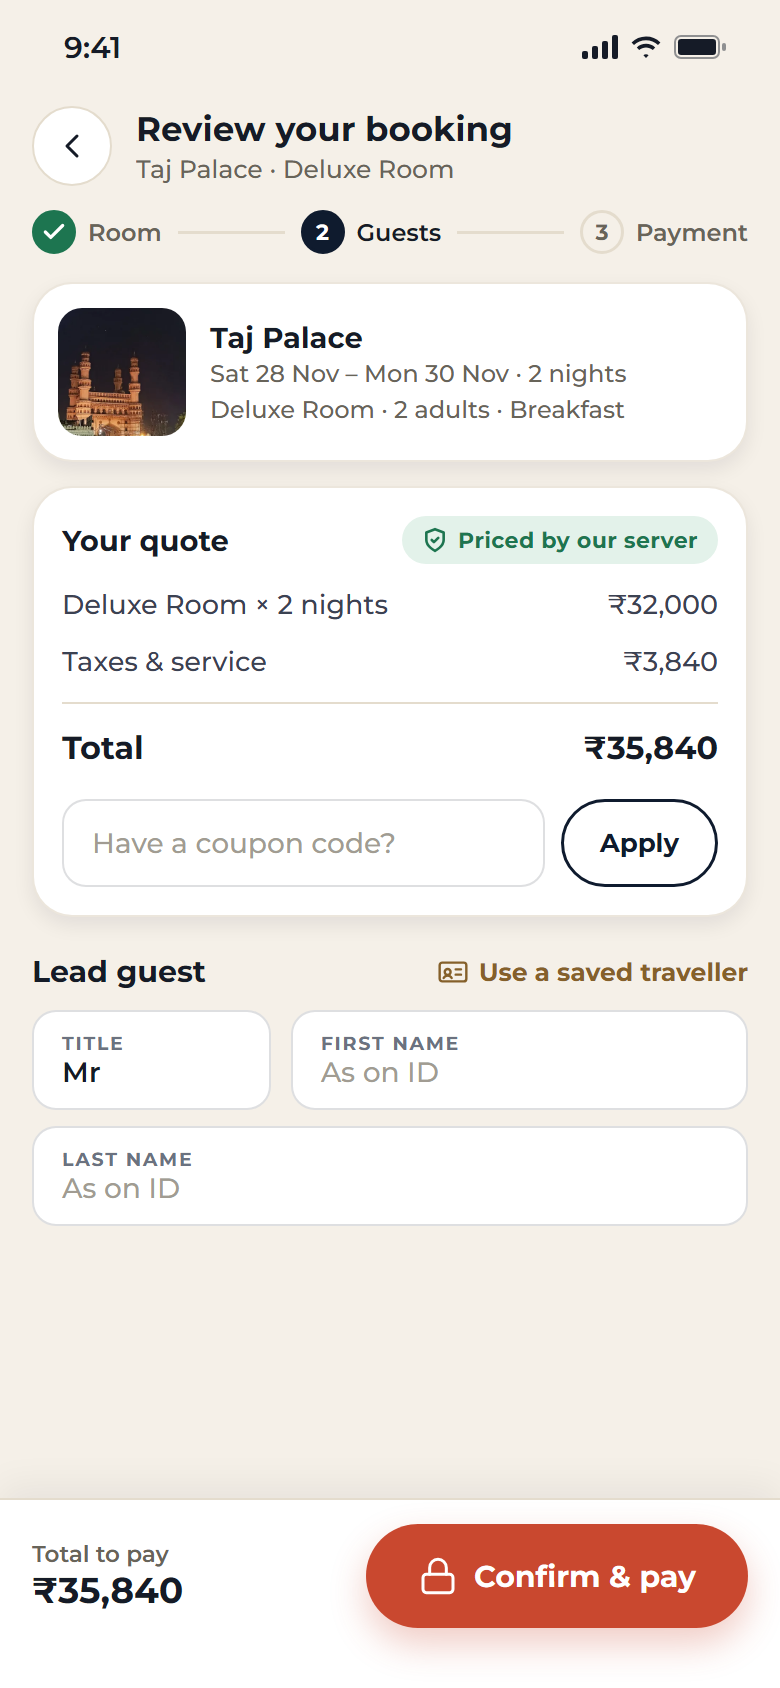 9:41
Review your booking
Taj Palace · Deluxe Room
Room
2 Guests
3 Payment
Taj Palace
Sat 28 Nov – Mon 30 Nov · 2 nights
Deluxe Room · 2 adults · Breakfast
Your quote
Priced by our server
Deluxe Room × 2 nights ₹32,000
Taxes & service ₹3,840
Total ₹35,840
Have a coupon code?
Apply
Lead guest
Use a saved traveller
TITLE
Mr
FIRST NAME
As on ID
LAST NAME
As on ID
Total to pay
₹35,840
Confirm & pay